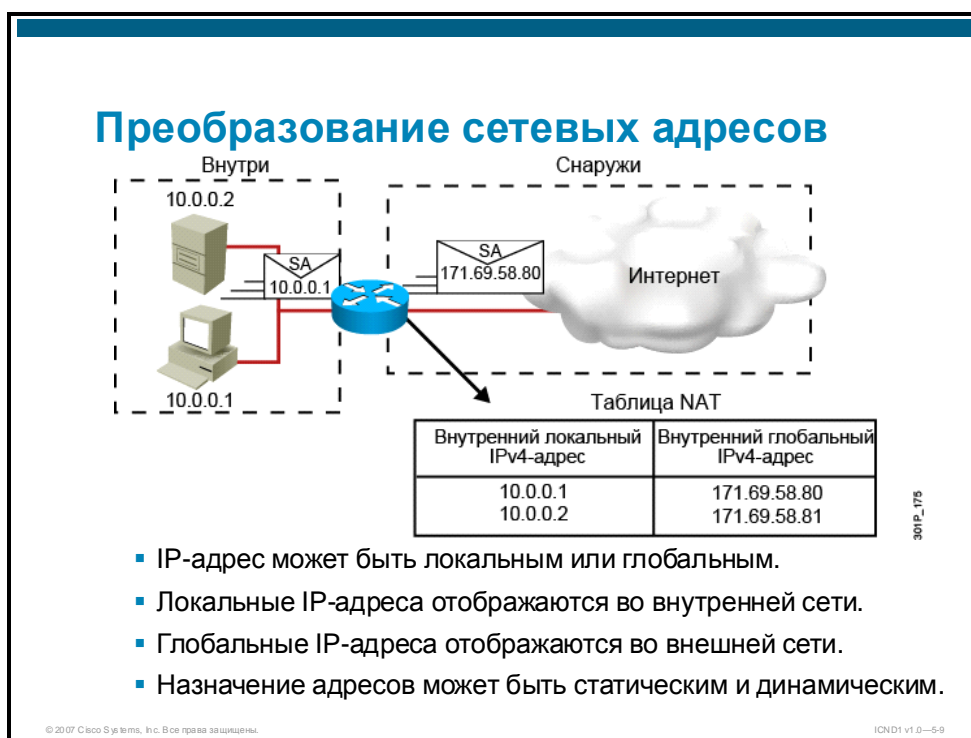 Преобразование сетевых адресов
Внутри
Снаружи
10.0.0.2
SA
10.0.0.1
SA
171.69.58.80
Интернет
10.0.0.1
Таблица NAT
Внутренний локальный IPv4-адрес
Внутренний глобальный IPv4-адрес
10.0.0.1
171.69.58.80
10.0.0.2
171.69.58.81
301P_175
▪ IP-адрес может быть локальным или глобальным.
▪ Локальные IP-адреса отображаются во внутренней сети.
▪ Глобальные IP-адреса отображаются во внешней сети.
▪ Назначение адресов может быть статическим и динамическим.
© 2007 Cisco Systems, Inc. Все права защищены.
ICND1 v1.0—5-9